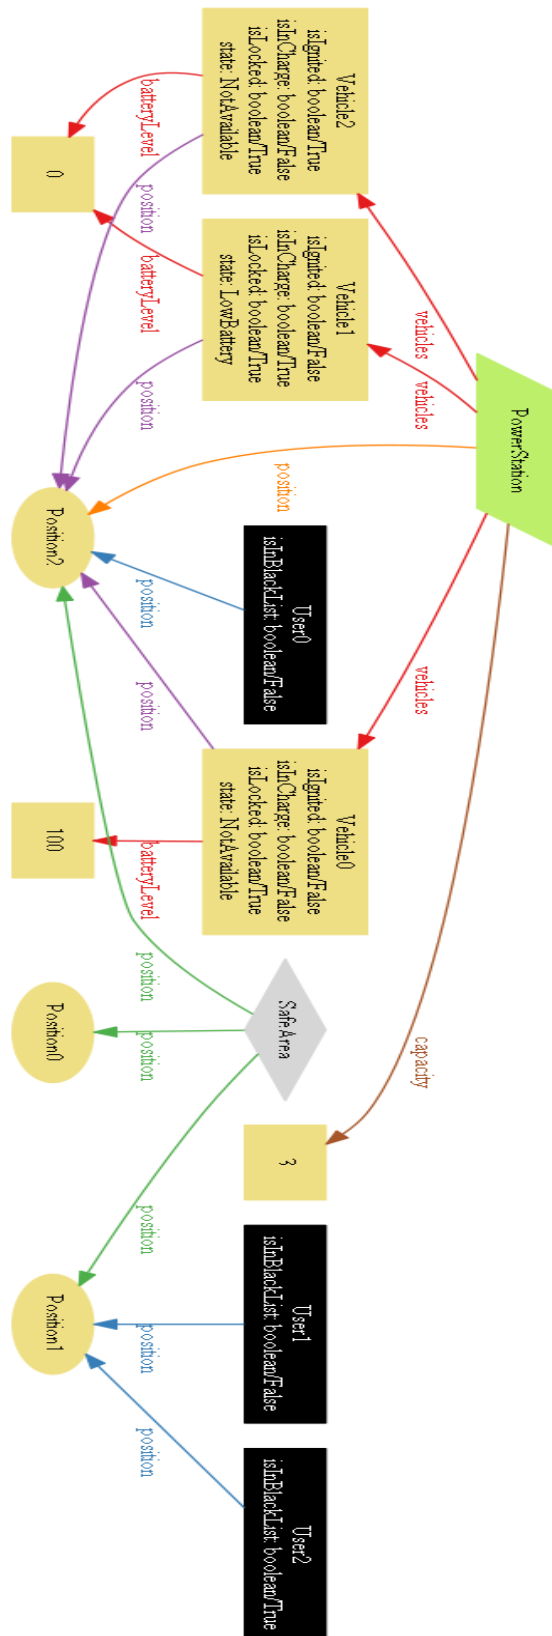 PowerStation
vehicles
vehicles
vehicles
position
capacity
Vehicle2
isIgnited: boolean/True
isInCharge: boolean/False
isLocked: boolean/True
state: NotAvailable
Vehicle1
isIgnited: boolean/False
isInCharge: boolean/True
isLocked: boolean/True
state: LowBattery
User0
isInBlackList: boolean/False
Vehicle0
isIgnited: boolean/False
isInCharge: boolean/False
isLocked: boolean/True
state: NotAvailable
SafeArea
3
User1
isInBlackList: boolean/False
User2
isInBlackList: boolean/True
batteryLevel
position
batteryLevel
position
position
position
batteryLevel
position
position
position
position
position
0
Position2
100
Position0
Position1